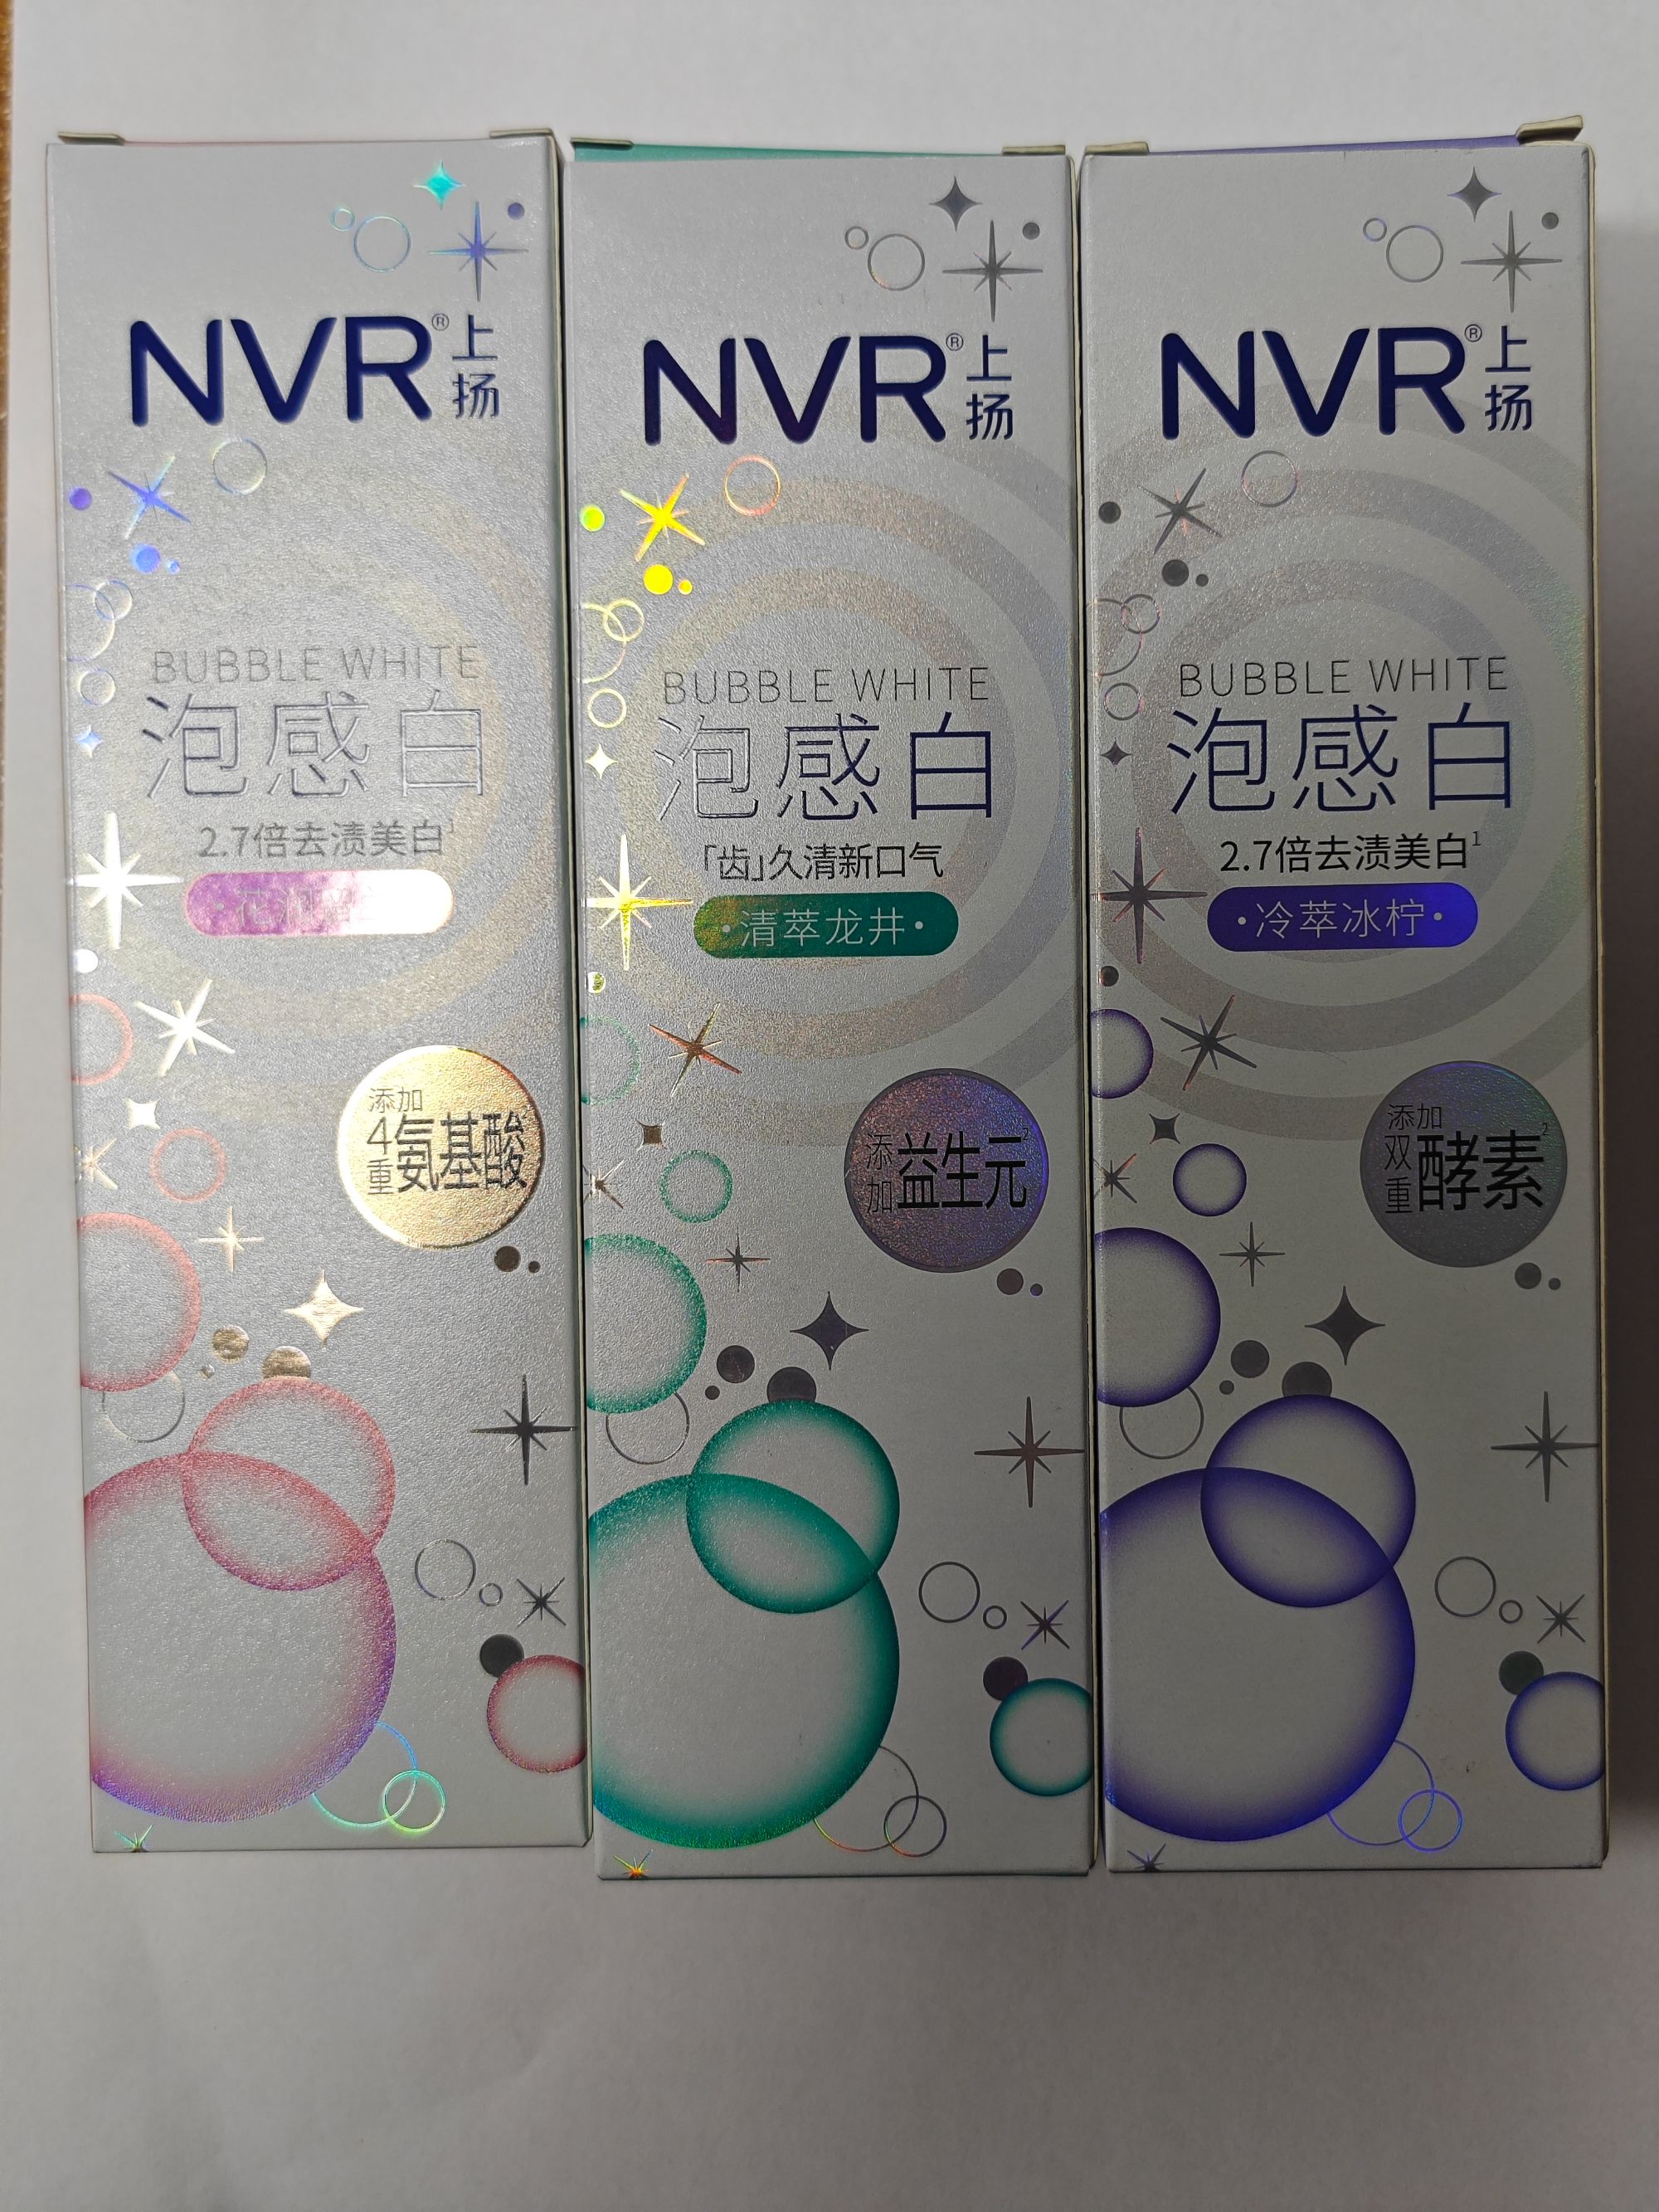 NVR®上扬
BUBBLE WHITE
泡感白
2.7倍去渍美白¹
添加
4重氨基酸
NVR®上扬
BUBBLE WHITE
泡感白
「齿」久清新口气
·清萃龙井·
添加益生元²
NVR®上扬
BUBBLE WHITE
泡感白
2.7倍去渍美白¹
·冷萃冰柠·
添加
双重酵素²